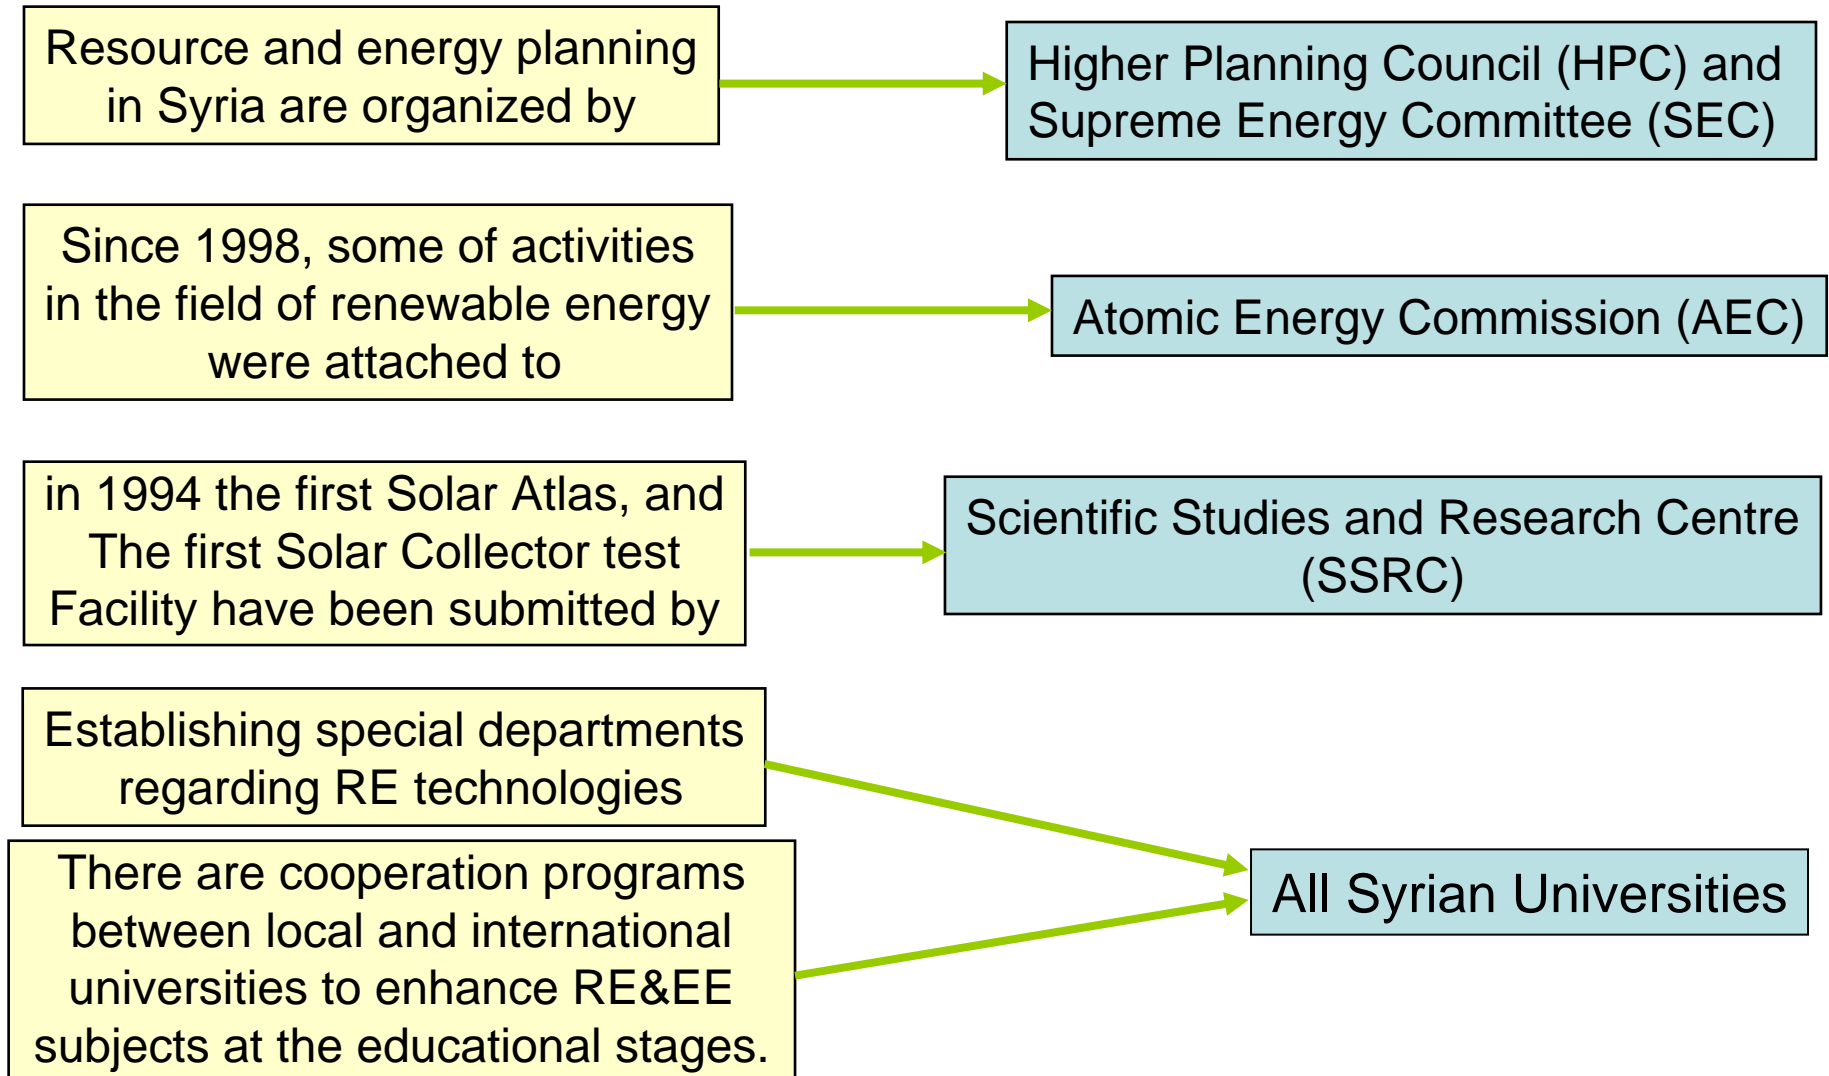 Resource and energy planning
in Syria are organized by
Higher Planning Council (HPC) and
Supreme Energy Committee (SEC)
Since 1998, some of activities
in the field of renewable energy
were attached to
Atomic Energy Commission (AEC)
in 1994 the first Solar Atlas, and
The first Solar Collector test
Facility have been submitted by
Scientific Studies and Research Centre
(SSRC)
Establishing special departments
regarding RE technologies
There are cooperation programs
between local and international
universities to enhance RE&EE
subjects at the educational stages.
All Syrian Universities